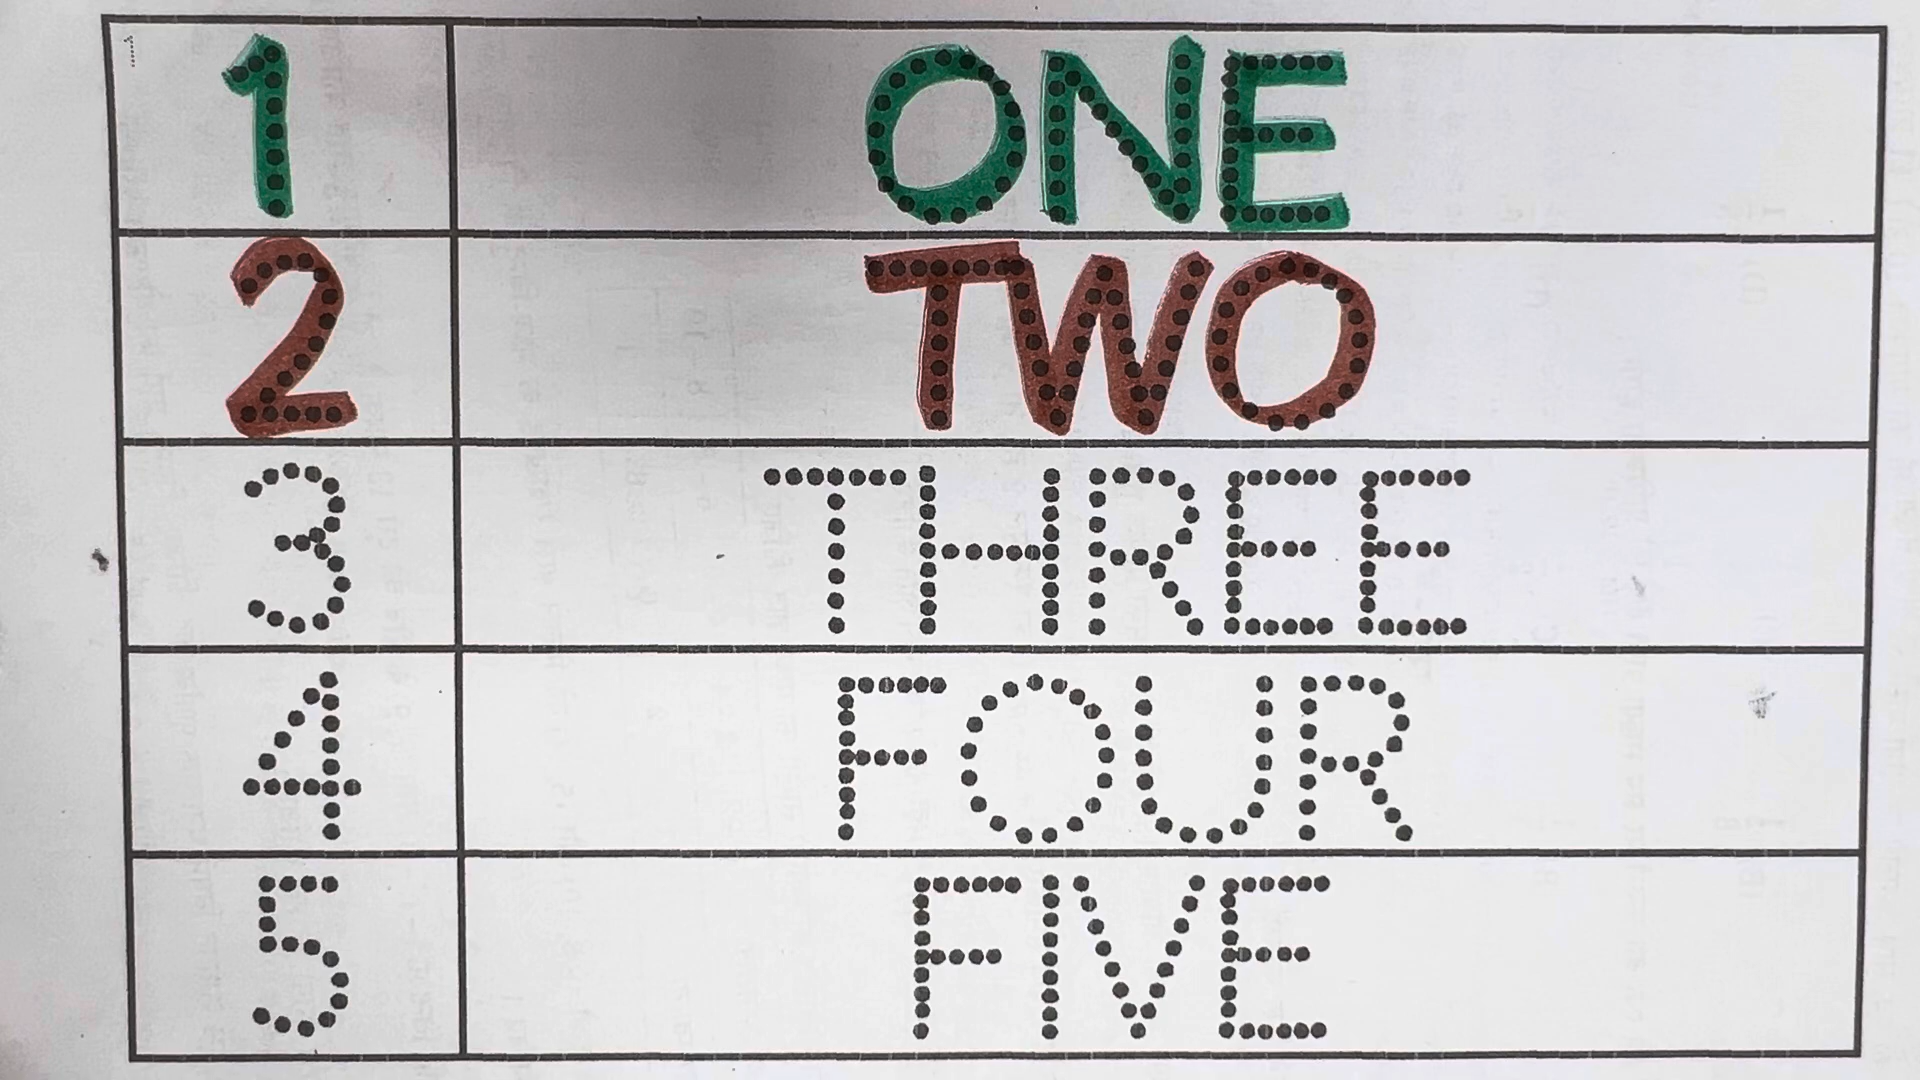 1 ONE
2 TWO
3 THREE
4 FOUR
5 FIVE